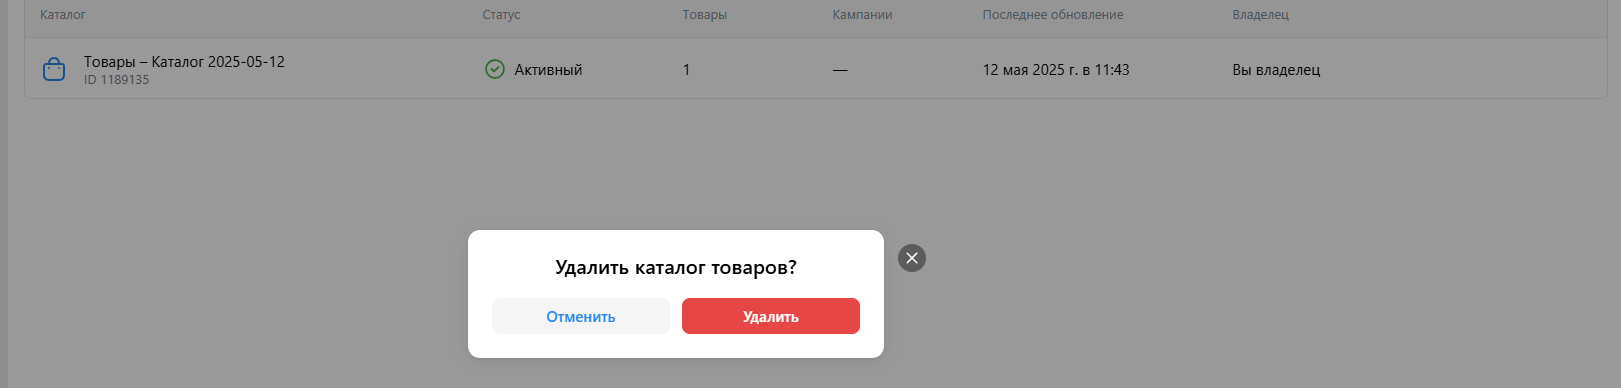 Каталог Статус Товары Кампании Последнее обновление Владелец
Товары – Каталог 2025-05-12
ID 1189135
Активный 1 — 12 мая 2025 г. в 11:43 Вы владелец
Удалить каталог товаров?
Отменить Удалить